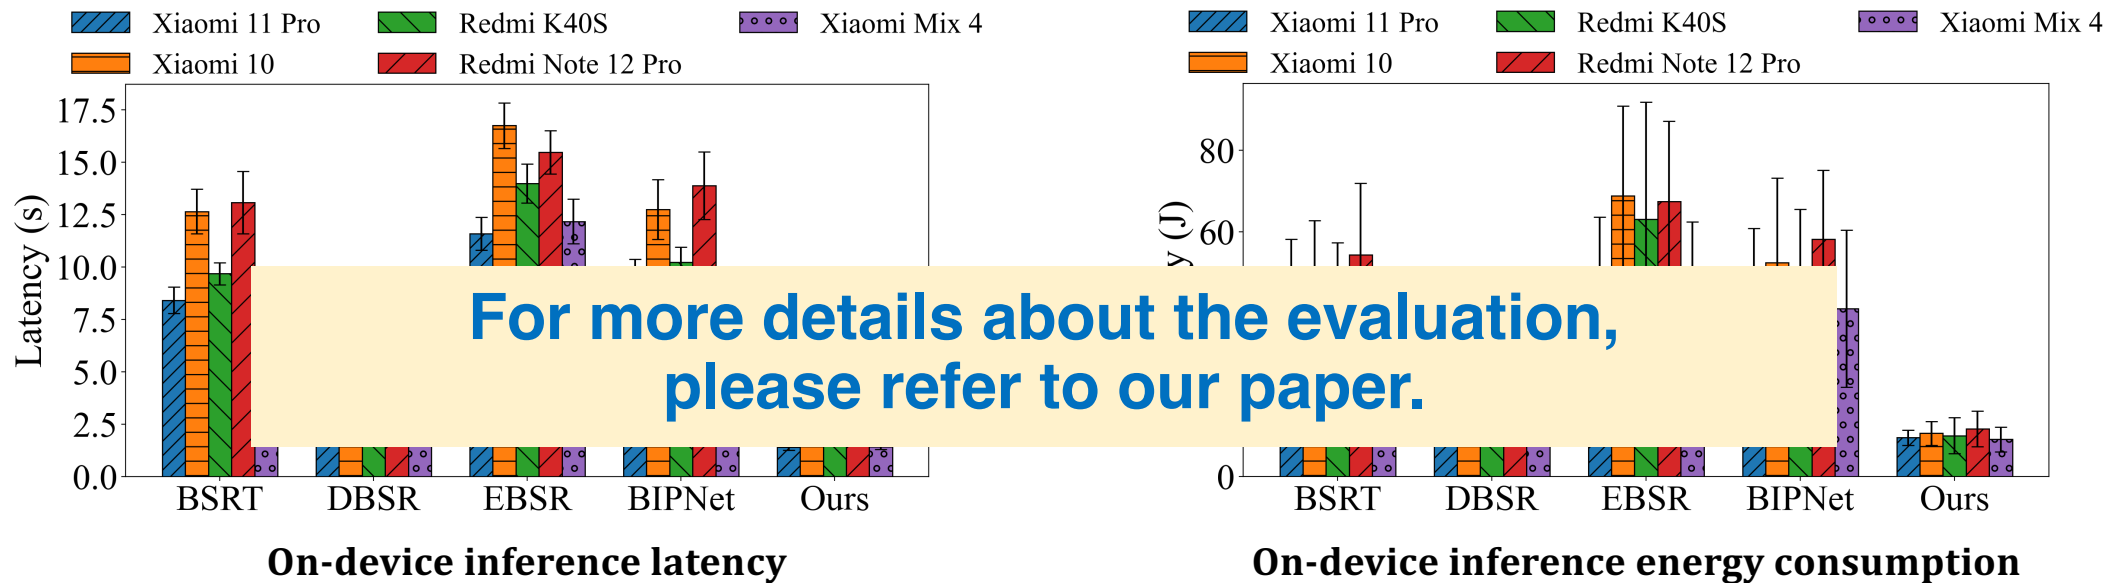 Xiaomi 11 Pro
Redmi K40S
Xiaomi Mix 4
Xiaomi 10
Redmi Note 12 Pro
17.5
15.0
12.5
10.0
7.5
5.0
2.5
0.0
Latency (s)
BSRT
DBSR
EBSR
BIPNet
Ours
On-device inference latency
Xiaomi 11 Pro
Redmi K40S
Xiaomi Mix 4
Xiaomi 10
Redmi Note 12 Pro
80
60
0
(J)
BSRT
DBSR
EBSR
BIPNet
Ours
On-device inference energy consumption
For more details about the evaluation,
please refer to our paper.